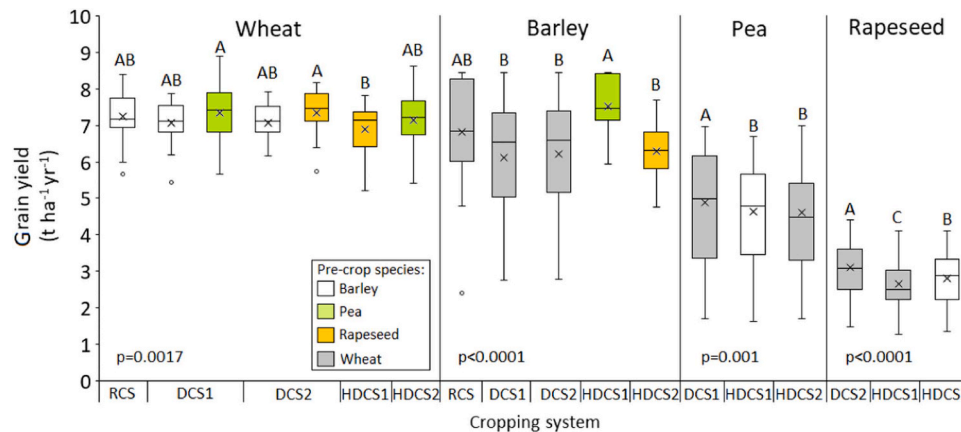 Wheat Barley Pea Rapeseed
Grain yield
(t ha⁻¹ yr⁻¹)
10
9
8
7
6
5
4
3
2
1
0
AB AB A AB A B AB
AB B B A B
A B B
A C B
Pre-crop species:
Barley
Pea
Rapeseed
Wheat
p=0.0017 p<0.0001 p=0.001 p<0.0001
RCS DCS1 DCS2 HDCS1 HDCS2 RCS DCS1 DCS2 HDCS1 HDCS2 DCS1 HDCS1 HDCS2 DCS2 HDCS1 HDCS
Cropping system